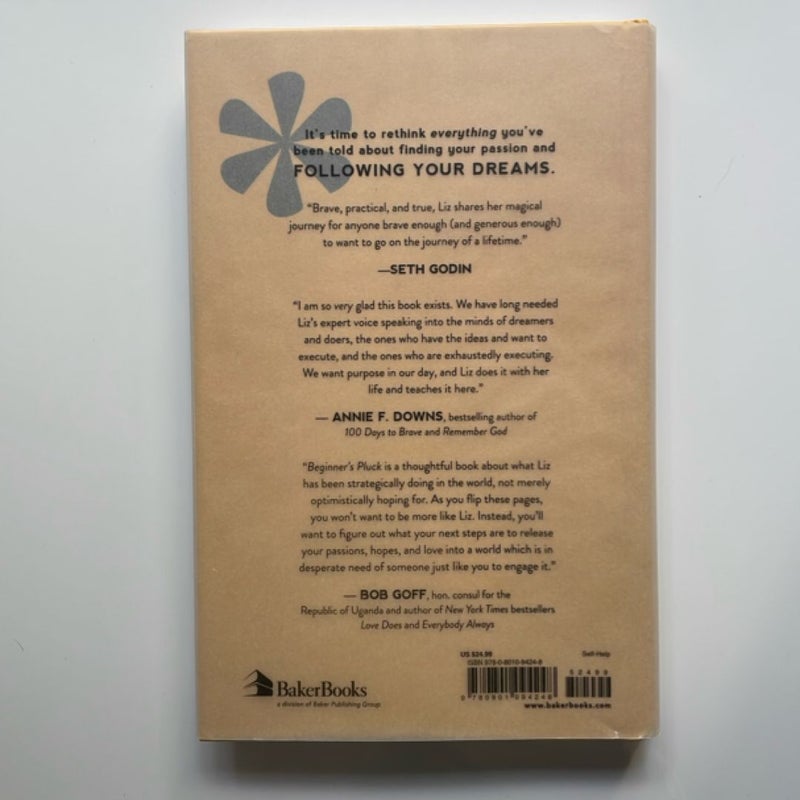 It's time to rethink everything you've
been told about finding your passion and
FOLLOWING YOUR DREAMS.
"Brave, practical, and true, Liz shares her magical
journey for anyone brave enough (and generous enough)
to want to go on the journey of a lifetime."
—SETH GODIN
"I am so very glad this book exists. We have long needed
Liz's expert voice speaking into the minds of dreamers
and doers, the ones who have the ideas and want to
execute, and the ones who are exhaustedly executing.
We want purpose in our day, and Liz does it with her
life and teaches it here."
— ANNIE F. DOWNS, bestselling author of
100 Days to Brave and Remember God
"Beginner's Pluck is a thoughtful book about what Liz
has been strategically doing in the world, not merely
optimistically hoping for. As you flip these pages,
you won't want to be more like Liz. Instead, you'll
want to figure out what your next steps are to release
your passions, hopes, and love into a world which is in
desperate need of someone just like you to engage it."
— BOB GOFF, hon. consul for the
Republic of Uganda and author of New York Times bestsellers
Love Does and Everybody Always
US $24.99
Self-Help
ISBN 978-0-8010-9424-8
52499
9 780801 094248
BakerBooks
a division of Baker Publishing Group
www.bakerbooks.com